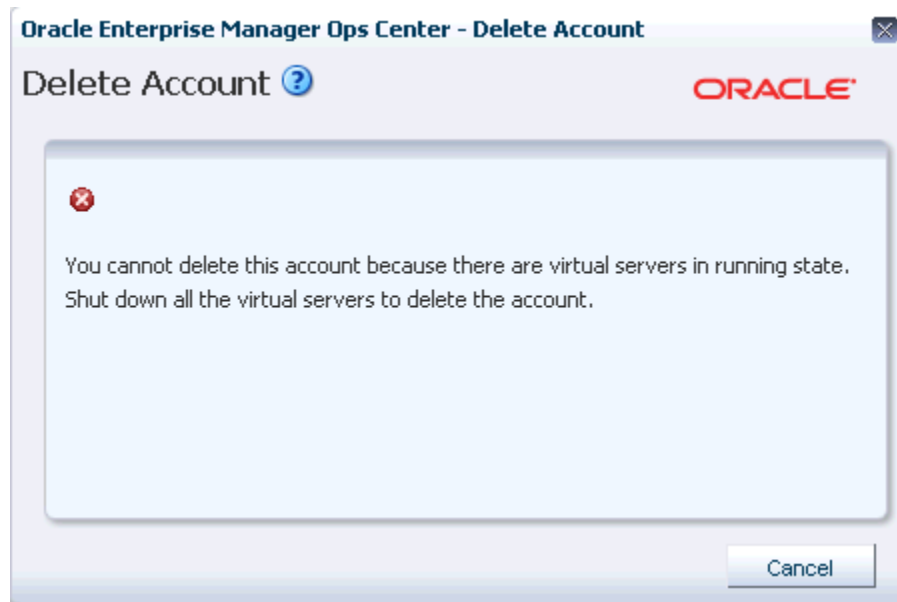 Oracle Enterprise Manager Ops Center - Delete Account
Delete Account ?
ORACLE
You cannot delete this account because there are virtual servers in running state.
Shut down all the virtual servers to delete the account.
Cancel